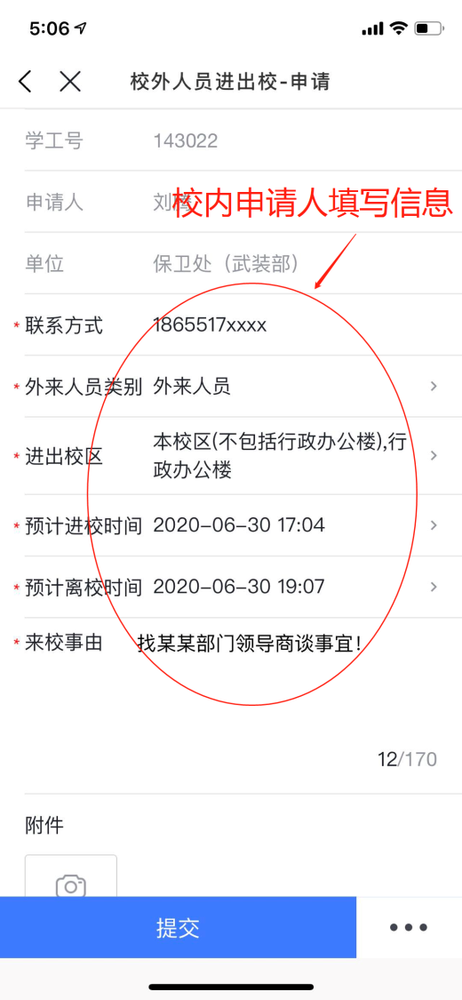 5:06
校外人员进出校-申请
学工号 143022
申请人 刘
校内申请人填写信息
单位 保卫处（武装部）
* 联系方式 1865517xxxx
* 外来人员类别 外来人员
* 进出校区 本校区(不包括行政办公楼),行
政办公楼
* 预计进校时间 2020-06-30 17:04
* 预计离校时间 2020-06-30 19:07
* 来校事由 找某某部门领导商谈事宜!
12/170
附件
提交